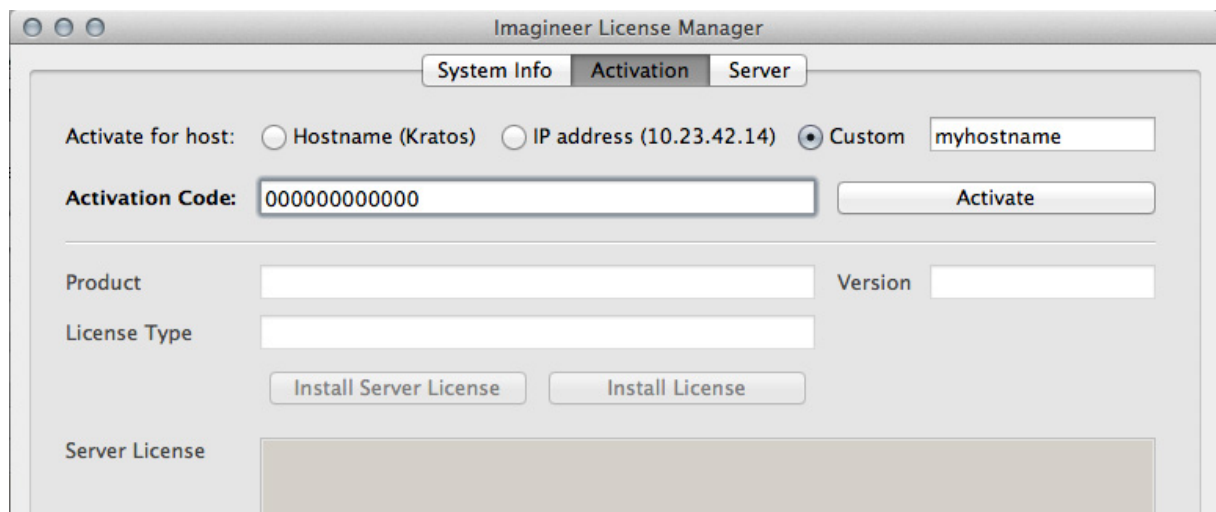 Imagineer License Manager
System Info Activation Server
Activate for host: Hostname (Kratos) IP address (10.23.42.14) Custom myhostname
Activation Code: 000000000000 Activate
Product Version
License Type
Install Server License Install License
Server License